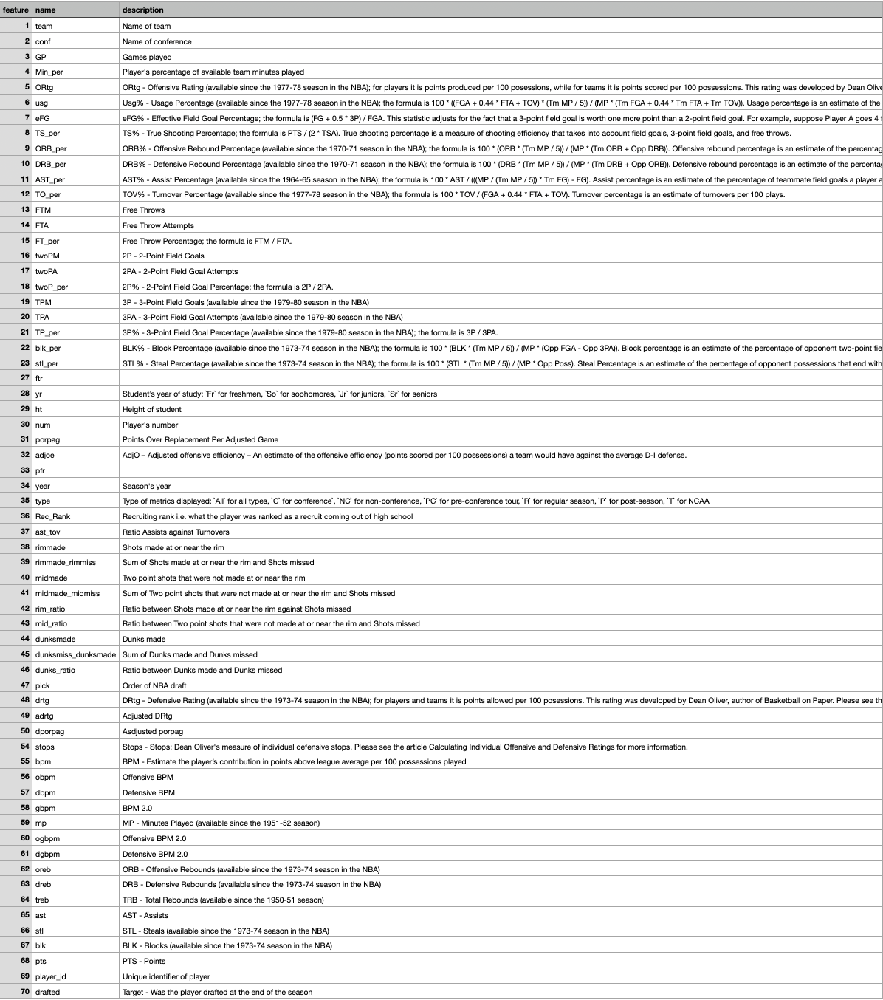 feature name description
1 team Name of team
2 conf Name of conference
3 GP Games played
4 Min_per Player's percentage of available team minutes played
5 ORtg ORtg - Offensive Rating (available since the 1977-78 season in the NBA); for players it is points produced per 100 posessions, while for teams it is points scored per 100 possessions. This rating was developed by Dean Olive
6 usg Usg% - Usage Percentage (available since the 1977-78 season in the NBA); the formula is 100 * ((FGA + 0.44 * FTA + TOV) * (Tm MP / 5)) / (MP * (Tm FGA + 0.44 * Tm FTA + Tm TOV)). Usage percentage is an estimate of the
7 eFG eFG% - Effective Field Goal Percentage; the formula is (FG + 0.5 * 3P) / FGA. This statistic adjusts for the fact that a 3-point field goal is worth one more point than a 2-point field goal. For example, suppose Player A goes 4 f
8 TS_per TS% - True Shooting Percentage; the formula is PTS / (2 * TSA). True shooting percentage is a measure of shooting efficiency that takes into account field goals, 3-point field goals, and free throws.
9 ORB_per ORB% - Offensive Rebound Percentage (available since the 1970-71 season in the NBA); the formula is 100 * (ORB * (Tm MP / 5)) / (MP * (Tm ORB + Opp DRB)). Offensive rebound percentage is an estimate of the percentag
10 DRB_per DRB% - Defensive Rebound Percentage (available since the 1970-71 season in the NBA); the formula is 100 * (DRB * (Tm MP / 5)) / (MP * (Tm DRB + Opp ORB)). Defensive rebound percentage is an estimate of the percentag
11 AST_per AST% - Assist Percentage (available since the 1964-65 season in the NBA); the formula is 100 * AST / (((MP / (Tm MP / 5)) * Tm FG) - FG). Assist percentage is an estimate of the percentage of teammate field goals a player a
12 TO_per TOV% - Turnover Percentage (available since the 1977-78 season in the NBA); the formula is 100 * TOV / (FGA + 0.44 * FTA + TOV). Turnover percentage is an estimate of turnovers per 100 plays.
13 FTM Free Throws
14 FTA Free Throw Attempts
15 FT_per Free Throw Percentage; the formula is FTM / FTA.
16 twoPM 2P - 2-Point Field Goals
17 twoPA 2PA - 2-Point Field Goal Attempts
18 twoP_per 2P% - 2-Point Field Goal Percentage; the formula is 2P / 2PA.
19 TPM 3P - 3-Point Field Goals (available since the 1979-80 season in the NBA)
20 TPA 3PA - 3-Point Field Goal Attempts (available since the 1979-80 season in the NBA)
21 TP_per 3P% - 3-Point Field Goal Percentage (available since the 1979-80 season in the NBA); the formula is 3P / 3PA.
22 blk_per BLK% - Block Percentage (available since the 1973-74 season in the NBA); the formula is 100 * (BLK * (Tm MP / 5)) / (MP * (Opp FGA - Opp 3PA)). Block percentage is an estimate of the percentage of opponent two-point fie
23 stl_per STL% - Steal Percentage (available since the 1973-74 season in the NBA); the formula is 100 * (STL * (Tm MP / 5)) / (MP * Opp Poss). Steal Percentage is an estimate of the percentage of opponent possessions that end with
27 ftr
28 yr Student's year of study: `Fr` for freshmen, `So` for sophomores, `Jr` for juniors, `Sr` for seniors
29 ht Height of student
30 num Player's number
31 porpag Points Over Replacement Per Adjusted Game
32 adjoe AdjO – Adjusted offensive efficiency – An estimate of the offensive efficiency (points scored per 100 possessions) a team would have against the average D-I defense.
33 pfr
34 year Season's year
35 type Type of metrics displayed: `All` for all types, `C` for conference`, `NC` for non-conference, `PC` for pre-conference tour, `R` for regular season, `P` for post-season, `T` for NCAA
36 Rec_Rank Recruiting rank i.e. what the player was ranked as a recruit coming out of high school
37 ast_tov Ratio Assists against Turnovers
38 rimmade Shots made at or near the rim
39 rimmade_rimmiss Sum of Shots made at or near the rim and Shots missed
40 midmade Two point shots that were not made at or near the rim
41 midmade_midmiss Sum of Two point shots that were not made at or near the rim and Shots missed
42 rim_ratio Ratio between Shots made at or near the rim against Shots missed
43 mid_ratio Ratio between Two point shots that were not made at or near the rim and Shots missed
44 dunksmade Dunks made
45 dunksmiss_dunksmade Sum of Dunks made and Dunks missed
46 dunks_ratio Ratio between Dunks made and Dunks missed
47 pick Order of NBA draft
48 drtg DRtg - Defensive Rating (available since the 1973-74 season in the NBA); for players and teams it is points allowed per 100 posessions. This rating was developed by Dean Oliver, author of Basketball on Paper. Please see th
49 adrtg Adjusted DRtg
50 dporpag Asdjusted porpag
54 stops Stops - Stops; Dean Oliver's measure of individual defensive stops. Please see the article Calculating Individual Offensive and Defensive Ratings for more information.
55 bpm BPM - Estimate the player's contribution in points above league average per 100 possessions played
56 obpm Offensive BPM
57 dbpm Defensive BPM
58 gbpm BPM 2.0
59 mp MP - Minutes Played (available since the 1951-52 season)
60 ogbpm Offensive BPM 2.0
61 dgbpm Defensive BPM 2.0
62 oreb ORB - Offensive Rebounds (available since the 1973-74 season in the NBA)
63 dreb DRB - Defensive Rebounds (available since the 1973-74 season in the NBA)
64 treb TRB - Total Rebounds (available since the 1950-51 season)
65 ast AST - Assists
66 stl STL - Steals (available since the 1973-74 season in the NBA)
67 blk BLK - Blocks (available since the 1973-74 season in the NBA)
68 pts PTS - Points
69 player_id Unique identifier of player
70 drafted Target - Was the player drafted at the end of the season